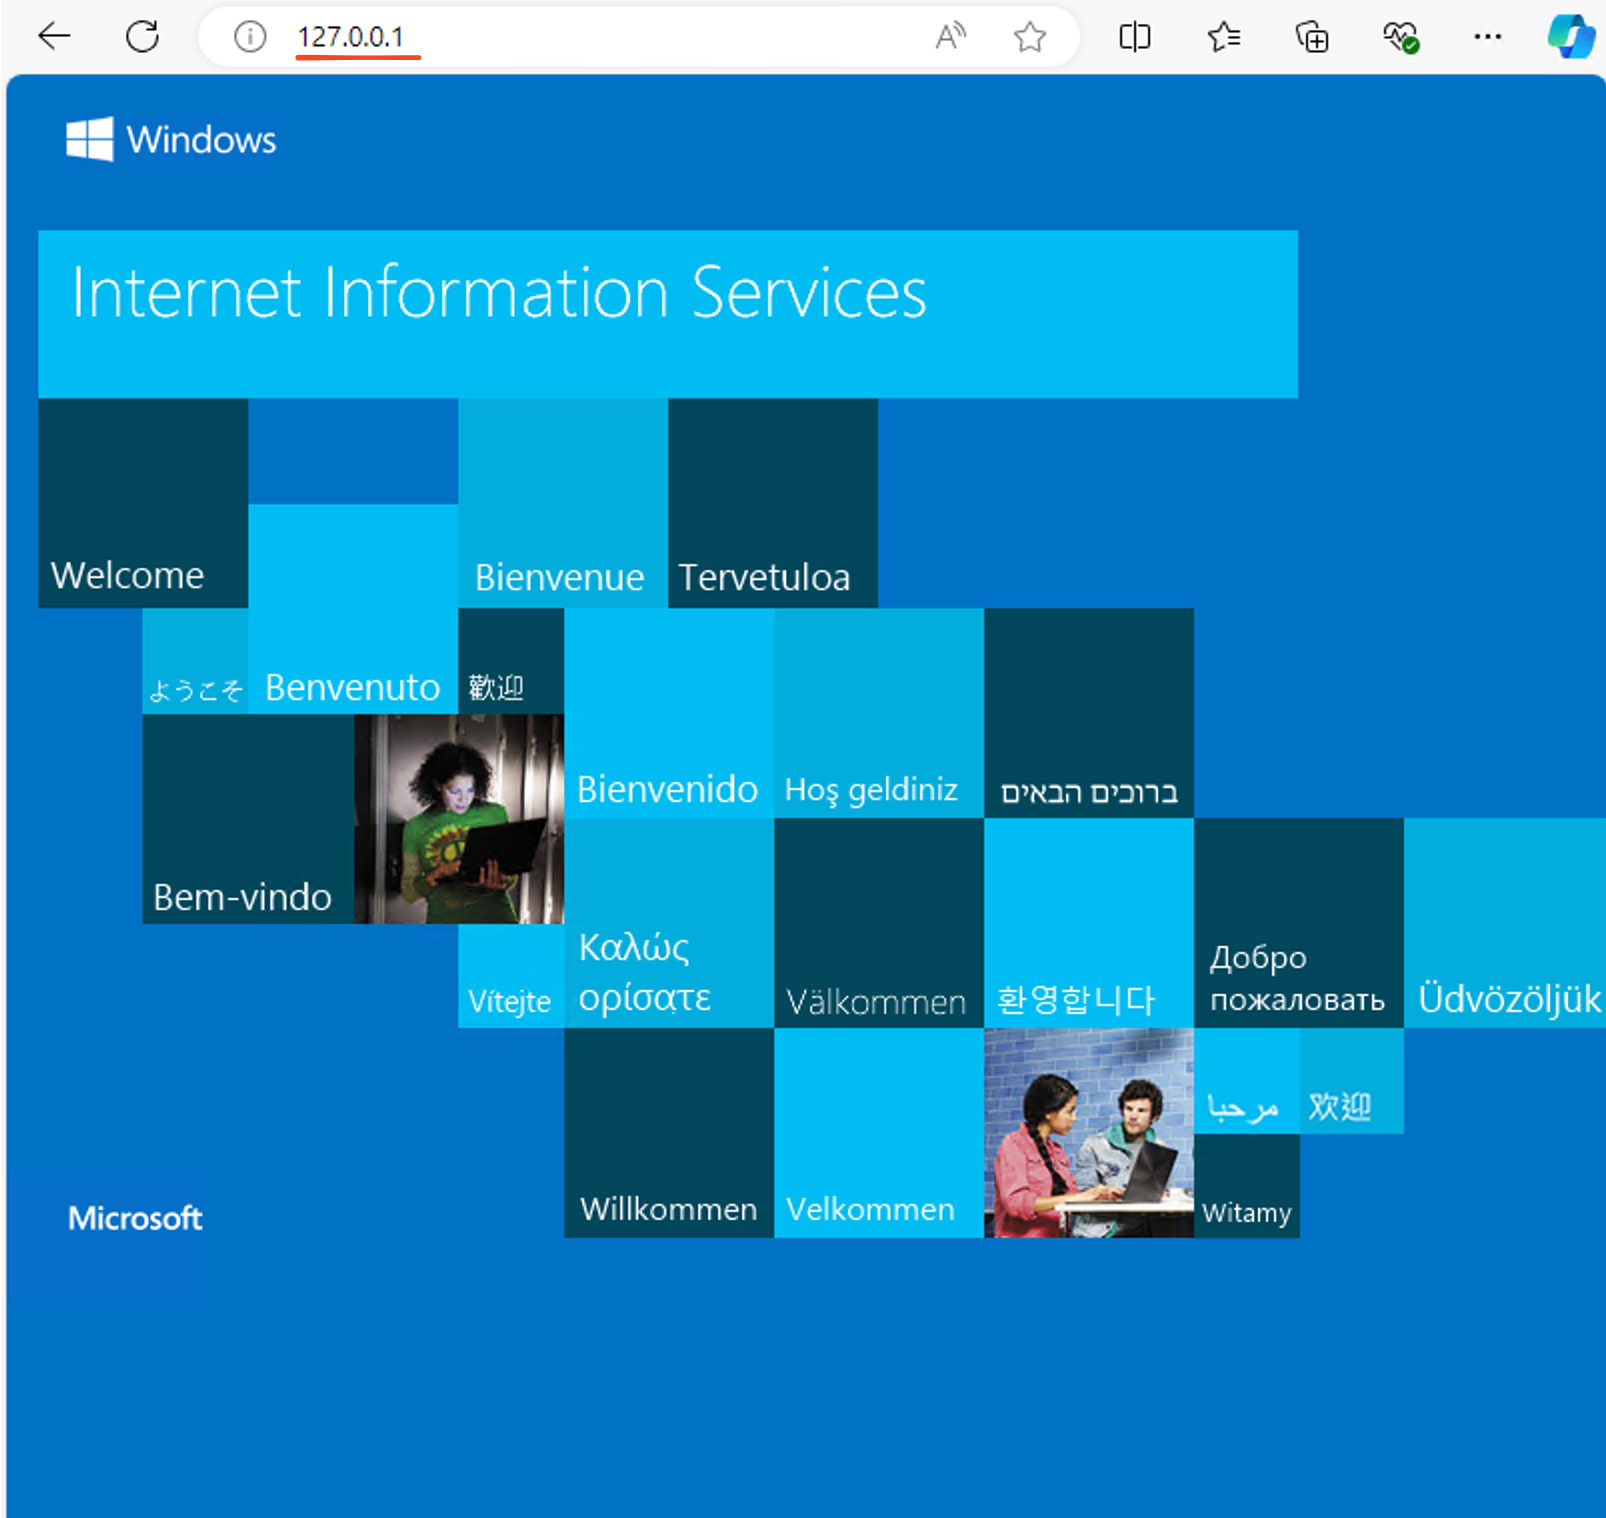 127.0.0.1
Windows
Internet Information Services
Welcome
Bienvenue
Tervetuloa
ようこそ
Benvenuto
歡迎
Bienvenido
Hoş geldiniz
ברוכים הבאים
Bem-vindo
Vítejte
Καλώς
ορίσατε
Välkommen
환영합니다
Добро
пожаловать
Üdvözöljük
Willkommen
Velkommen
مرحبا
欢迎
Witamy
Microsoft